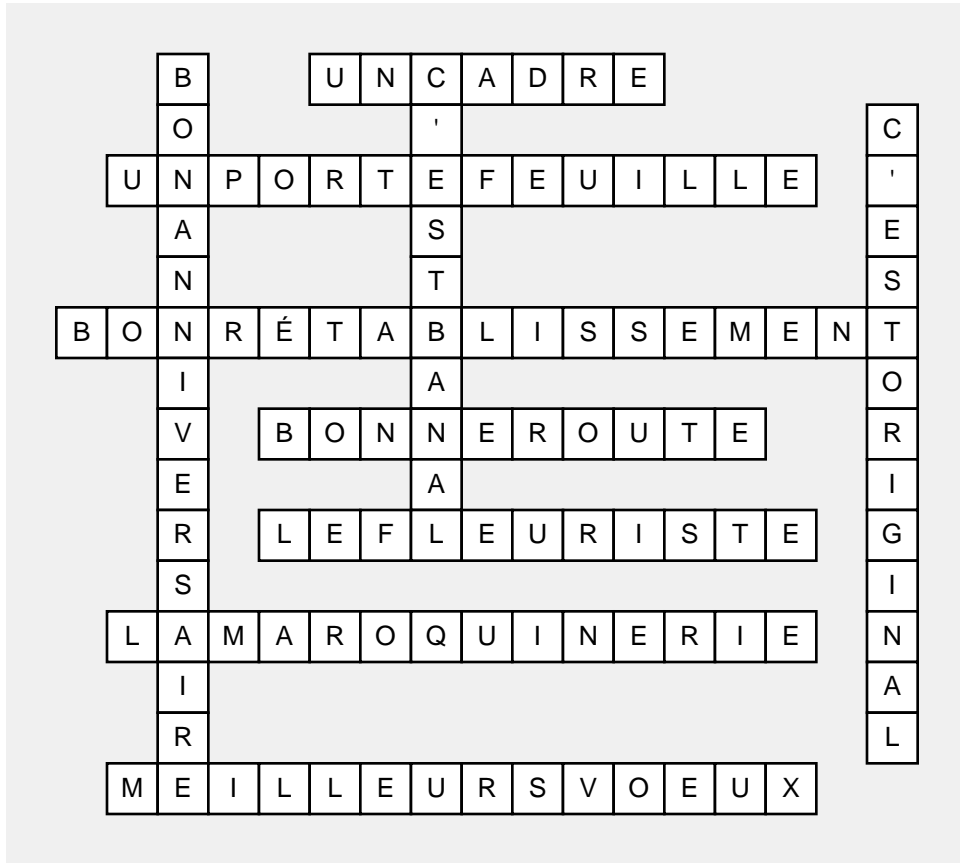 UNCADRE
UNPORTEFEUILLE
BONRÉTABLISSEMENT
BONNEROUTE
LEFLEURISTE
LAMAROQUINERIE
MEILLEURSVOEUX
BONANNIVERSAIRE
C'ESTBANAL
C'ESTORIGINAL